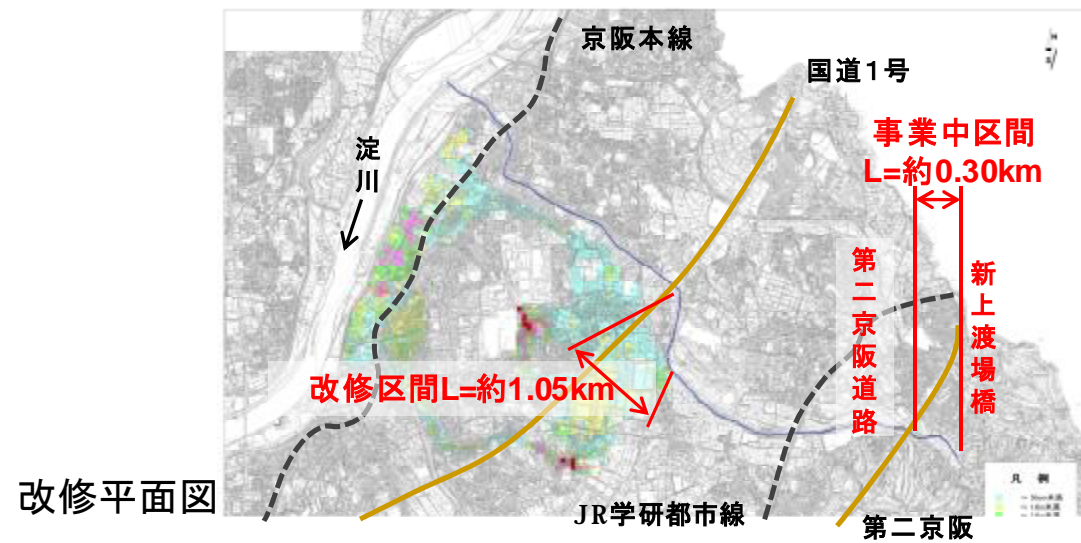 京阪本線
国道1号
事業中区間
L=約0.30km
淀川
第二京阪道路
新上渡場橋
改修区間L=約1.05km
改修平面図
JR学研都市線
第二京阪
凡 例